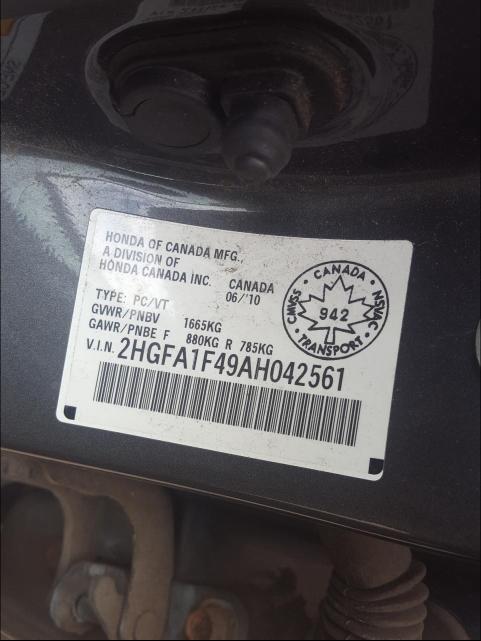 HONDA OF CANADA MFG.,
A DIVISION OF
HONDA CANADA INC.
CANADA
06/'10
TYPE: PC/VT
GVWR/PNBV 1665KG
GAWR/PNBE F 880KG R 785KG
V.I.N. 2HGFA1F49AH042561
CANADA
CMVSS
942
NSVAC
TRANSPORT